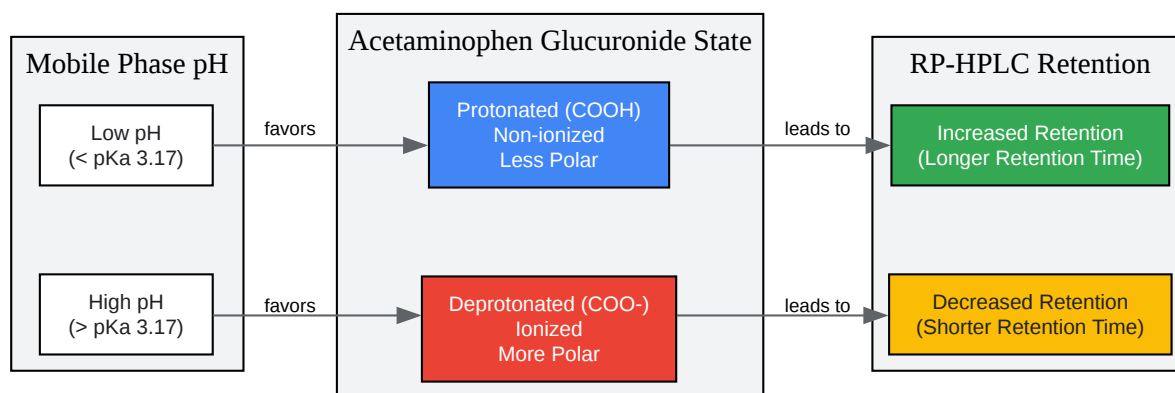 Mobile Phase pH
Acetaminophen Glucuronide State
RP-HPLC Retention
Low pH
(< pKa 3.17)
favors
Protonated (COOH)
Non-ionized
Less Polar
leads to
Increased Retention
(Longer Retention Time)
High pH
(> pKa 3.17)
favors
Deprotonated (COO-)
Ionized
More Polar
leads to
Decreased Retention
(Shorter Retention Time)